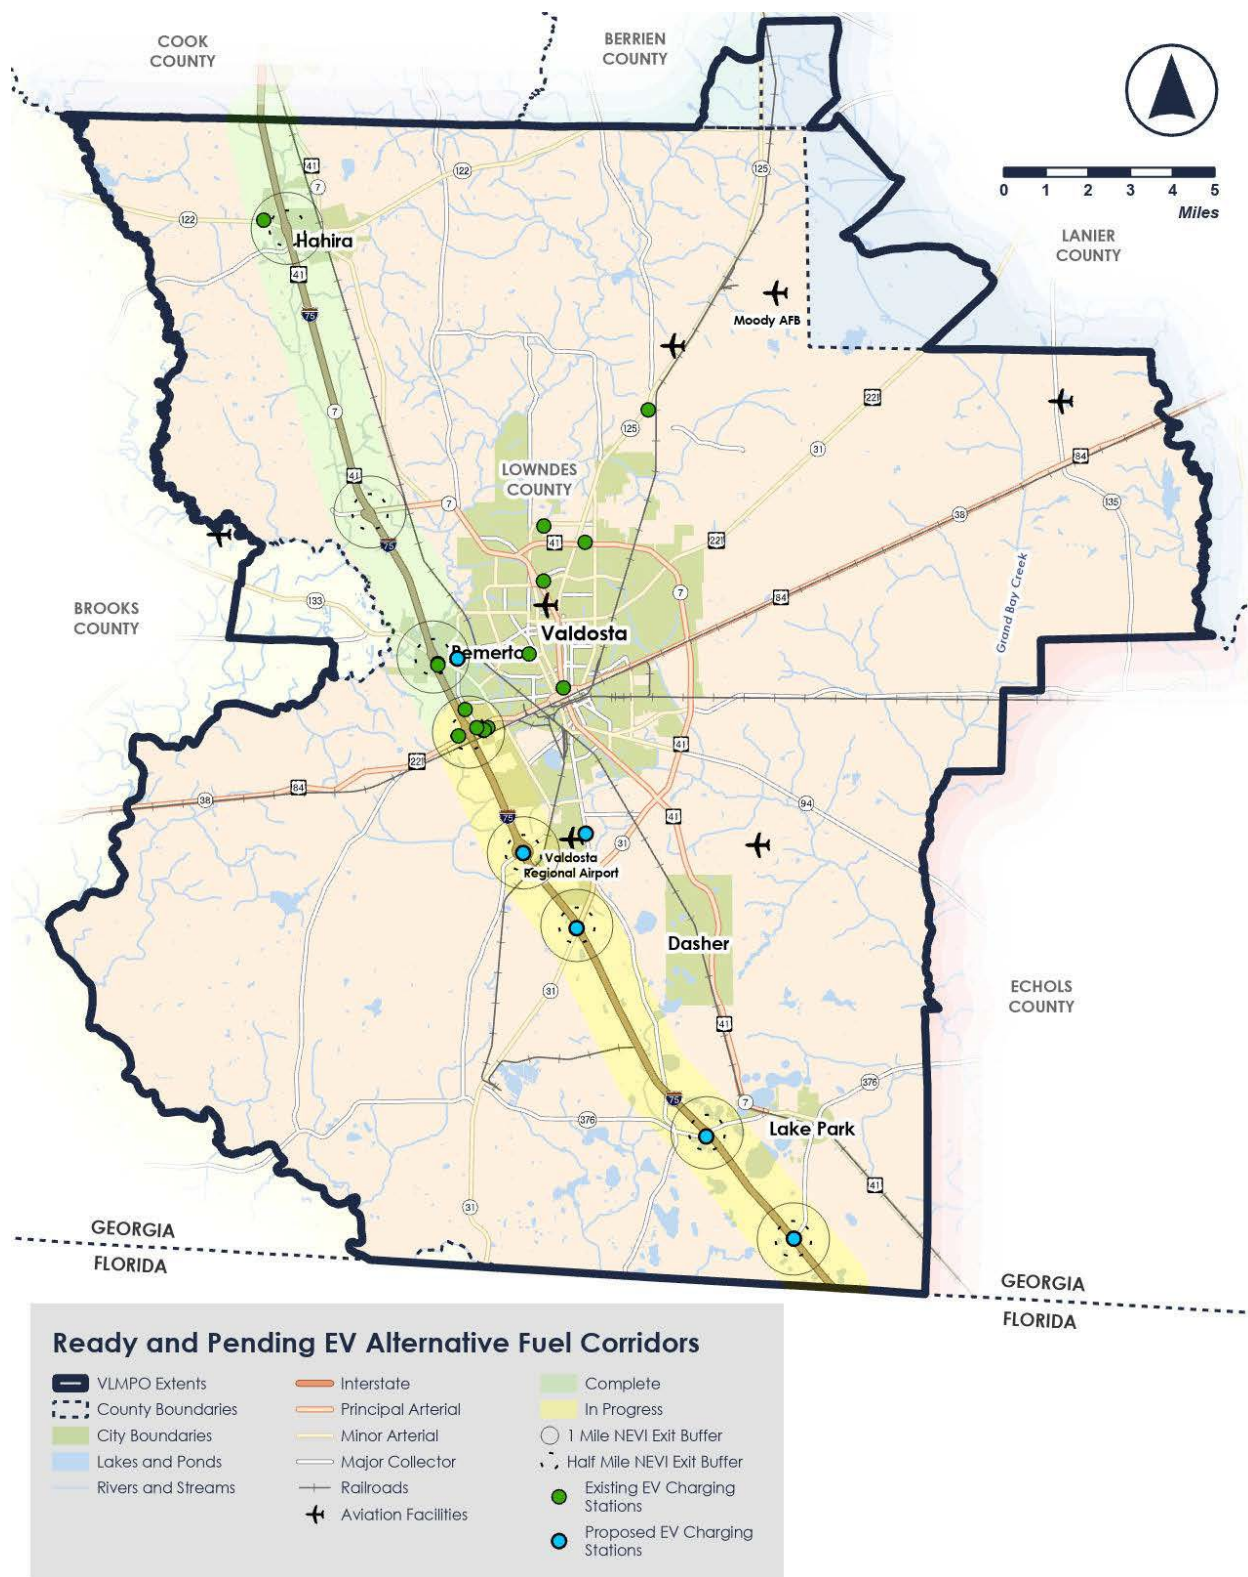 COOK
COUNTY
BERRIEN
COUNTY
0 1 2 3 4 5
Miles
LANIER
COUNTY
41
7
122
125
122
Hahira
41
75
Moody AFB
7
221
125
31
84
41
LOWNDES
COUNTY
7
135
38
41
221
75
Grand Bay Creek
7
84
133
BROOKS
COUNTY
Valdosta
Remerto
41
221
84
38
94
75
41
31
Valdosta
Regional Airport
Dasher
31
ECHOLS
COUNTY
41
376
75
7
376
Lake Park
41
31
GEORGIA
FLORIDA
GEORGIA
FLORIDA
Ready and Pending EV Alternative Fuel Corridors
VLMPO Extents
County Boundaries
City Boundaries
Lakes and Ponds
Rivers and Streams
Interstate
Principal Arterial
Minor Arterial
Major Collector
Railroads
Aviation Facilities
Complete
In Progress
1 Mile NEVI Exit Buffer
Half Mile NEVI Exit Buffer
Existing EV Charging
Stations
Proposed EV Charging
Stations